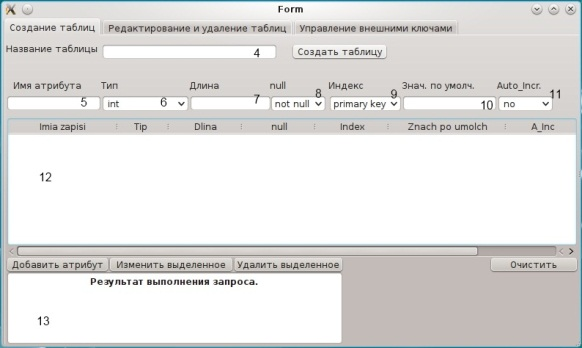 Form
Создание таблиц Редактирование и удаление таблиц Управление внешними ключами
Название таблицы 4 Создать таблицу
Имя атрибута Тип Длина null Индекс Знач. по умолч. Auto_Incr.
5 int 6 7 not null 8 primary key 9 10 no 11
Imia zapisi Tip Dlina null Index Znach po umolch A_Inc
12
Добавить атрибут Изменить выделенное Удалить выделенное Очистить
Результат выполнения запроса.
13